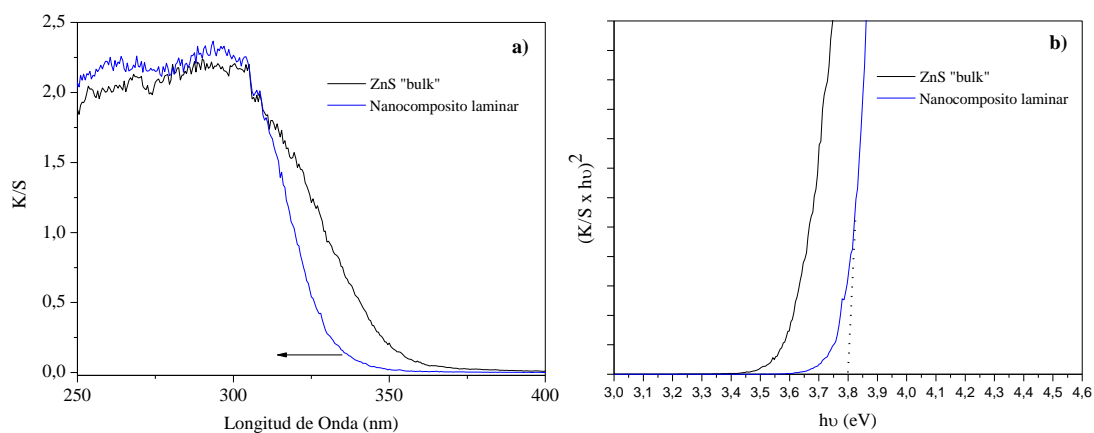 2,5
2,0
1,5
1,0
0,5
0,0
K/S
a)
ZnS "bulk"
Nanocomposito laminar
250 300 350 400
Longitud de Onda (nm)
(K/S x hυ)²
b)
ZnS "bulk"
Nanocomposito laminar
3,0 3,1 3,2 3,3 3,4 3,5 3,6 3,7 3,8 3,9 4,0 4,1 4,2 4,3 4,4 4,5 4,6
hυ (eV)